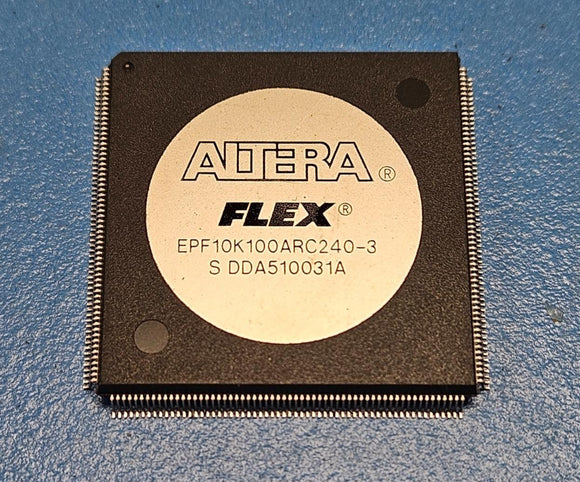 ALTERA®
FLEX®
EPF10K100ARC240-3
S DDA510031A